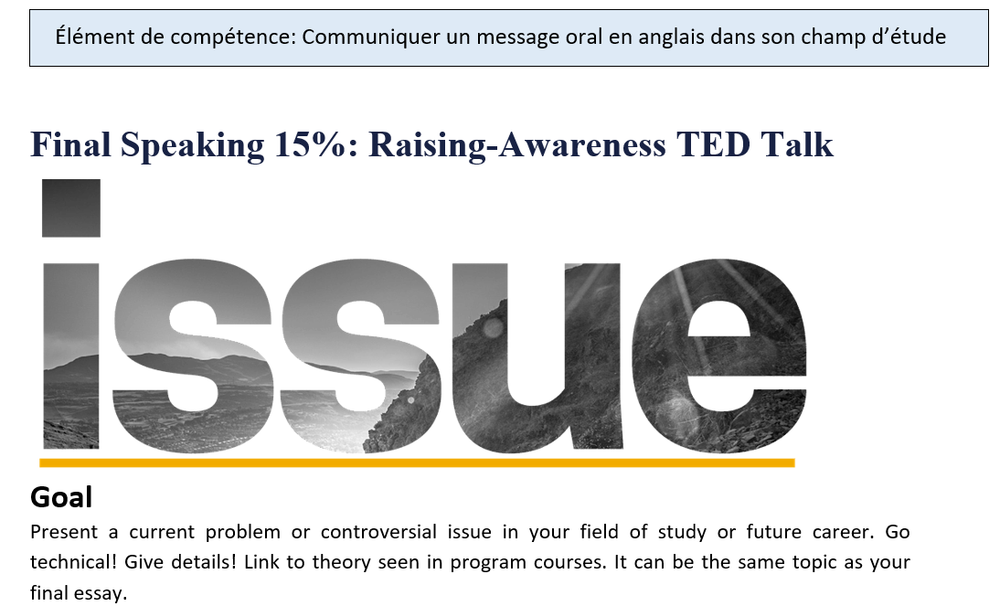 Élément de compétence: Communiquer un message oral en anglais dans son champ d’étude
Final Speaking 15%: Raising-Awareness TED Talk
issue
Goal
Present a current problem or controversial issue in your field of study or future career. Go
technical! Give details! Link to theory seen in program courses. It can be the same topic as your
final essay.